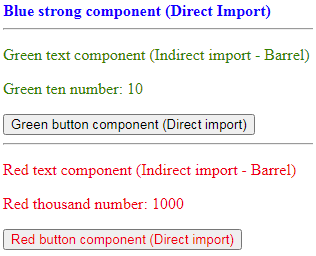 Blue strong component (Direct Import)
Green text component (Indirect import - Barrel)
Green ten number: 10
Green button component (Direct import)
Red text component (Indirect import - Barrel)
Red thousand number: 1000
Red button component (Direct import)